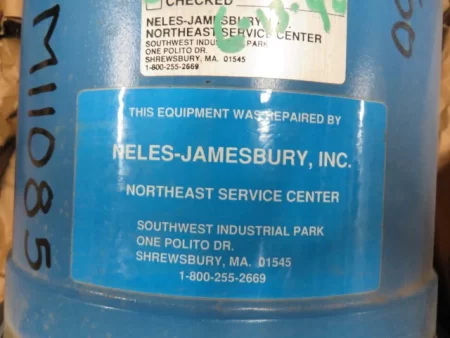 CHECKED
NELES-JAMESBURY,
NORTHEAST SERVICE CENTER
SOUTHWEST INDUSTRIAL PARK
ONE POLITO DR.
SHREWSBURY, MA. 01545
1-800-255-2669
M11085
THIS EQUIPMENT WAS REPAIRED BY
NELES-JAMESBURY, INC.
NORTHEAST SERVICE CENTER
SOUTHWEST INDUSTRIAL PARK
ONE POLITO DR.
SHREWSBURY, MA. 01545
1-800-255-2669